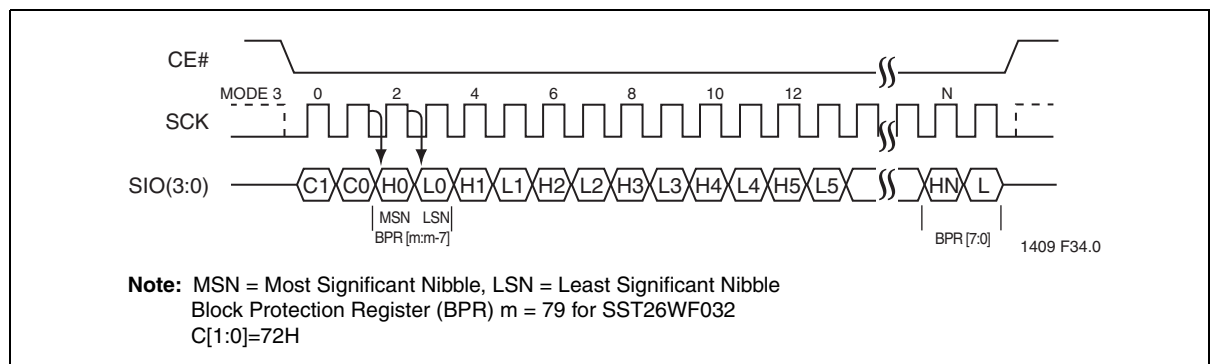 CE#
MODE 3 0 2 4 6 8 10 12 N
SCK
SIO(3:0) C1 C0 H0 L0 H1 L1 H2 L2 H3 L3 H4 L4 H5 L5 HN L
MSN LSN
BPR [m:m-7] BPR [7:0]
1409 F34.0
Note: MSN = Most Significant Nibble, LSN = Least Significant Nibble
Block Protection Register (BPR) m = 79 for SST26WF032
C[1:0]=72H